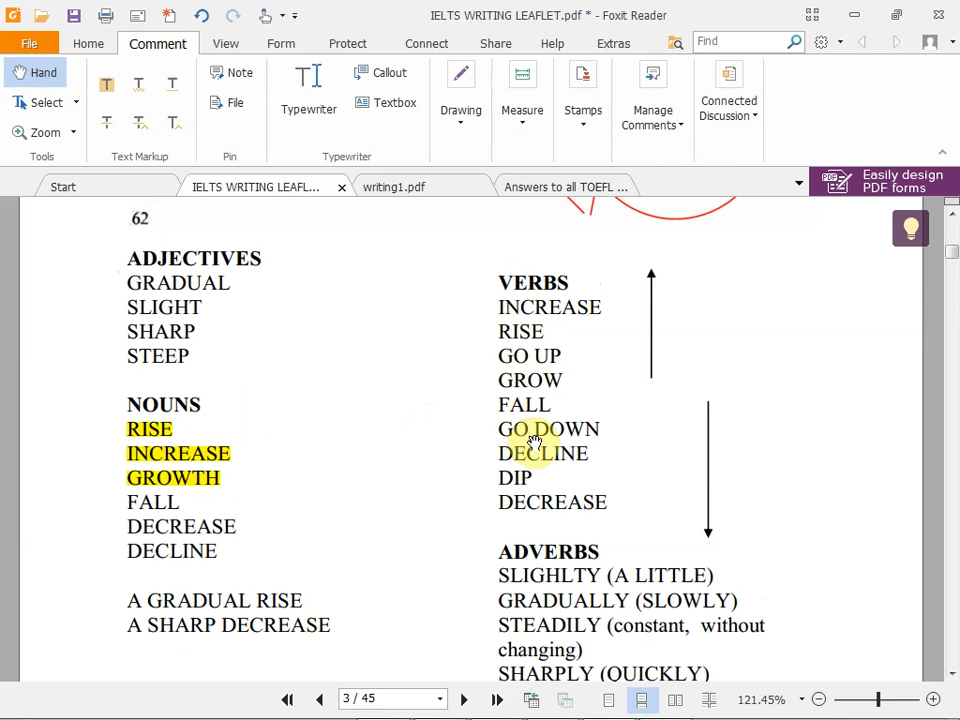 IELTS WRITING LEAFLET.pdf * - Foxit Reader
File
Home
Comment
View
Form
Protect
Connect
Share
Help
Extras
Find
Hand
Select
Zoom
Tools
Text Markup
Note
File
Pin
Typewriter
Callout
Textbox
Typewriter
Drawing
Measure
Stamps
Manage
Comments
Connected
Discussion
Start
IELTS WRITING LEAFL...
writing1.pdf
Answers to all TOEFL ...
PDF
Easily design
PDF forms
62
ADJECTIVES
GRADUAL
SLIGHT
SHARP
STEEP
NOUNS
RISE
INCREASE
GROWTH
FALL
DECREASE
DECLINE
A GRADUAL RISE
A SHARP DECREASE
VERBS
INCREASE
RISE
GO UP
GROW
FALL
GO DOWN
DECLINE
DIP
DECREASE
ADVERBS
SLIGHLTY (A LITTLE)
GRADUALLY (SLOWLY)
STEADILY (constant, without
changing)
SHARPLY (QUICKLY)
3 / 45
121.45%